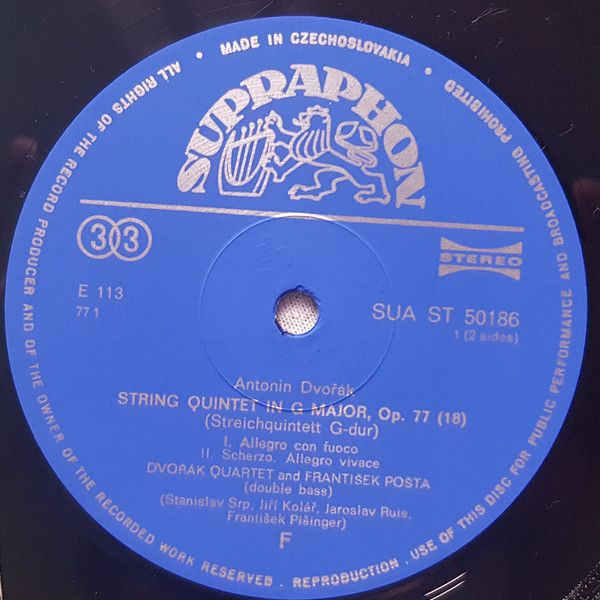 MADE IN CZECHOSLOVAKIA • ALL RIGHTS OF THE RECORD PRODUCER AND OF THE OWNER OF THE RECORDED WORK RESERVED . REPRODUCTION . USE OF THIS DISC FOR PUBLIC PERFORMANCE AND BROADCASTING PROHIBITED •
SUPRAPHON
33
STEREO
E 113
77 1
SUA ST 50186
1 (2 sides)
Antonin Dvořák
STRING QUINTET IN G MAJOR, Op. 77 (18)
(Streichquintett G-dur)
I. Allegro con fuoco
II. Scherzo. Allegro vivace
DVOŘÁK QUARTET and FRANTIŠEK POŠTA
(double bass)
(Stanislav Srp, Jiří Kolář, Jaroslav Ruis,
František Pišinger)
F